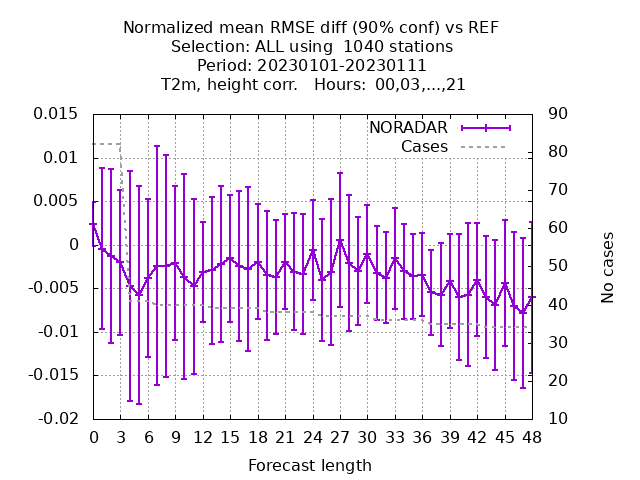 Normalized mean RMSE diff (90% conf) vs REF
Selection: ALL using  1040 stations
Period: 20230101-20230111
T2m, height corr.   Hours:  00,03,...,21
0.015
0.01
0.005
0
-0.005
-0.01
-0.015
-0.02
NORADAR
Cases
90
80
70
60
50
40
30
20
10
No cases
0 3 6 9 12 15 18 21 24 27 30 33 36 39 42 45 48
Forecast length